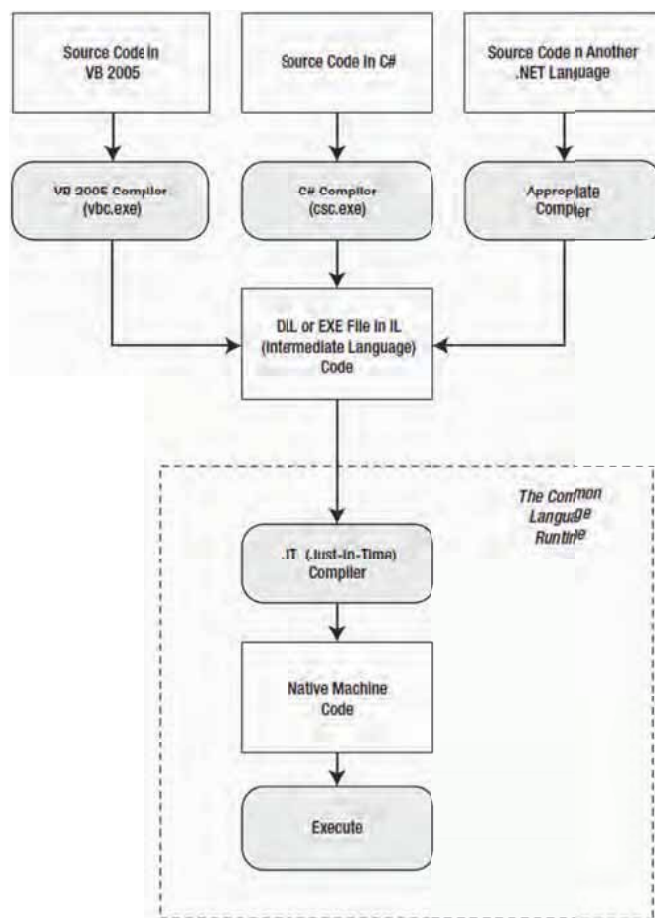 Source Code in
VB 2005
Source Code in C#
Source Code in Another
.NET Language
VB 2005 Compiler
(vbc.exe)
C# Compiler
(csc.exe)
Appropiate
Compiler
DLL or EXE File in IL
(Intermediate Language)
Code
The Common
Language
Runtime
JIT (Just-in-Time)
Compiler
Native Machine
Code
Execute